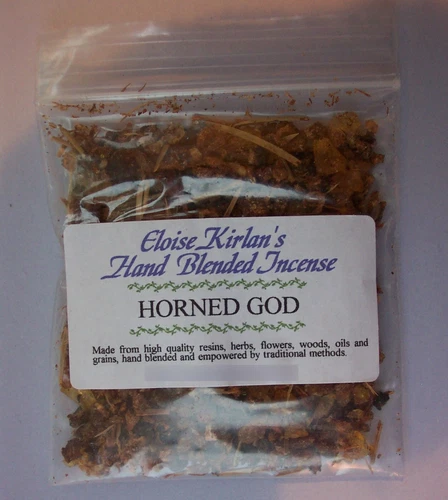 Eloise Kirlan's
Hand Blended Incense
HORNED GOD
Made from high quality resins, herbs, flowers, woods, oils and
grains, hand blended and empowered by traditional methods.